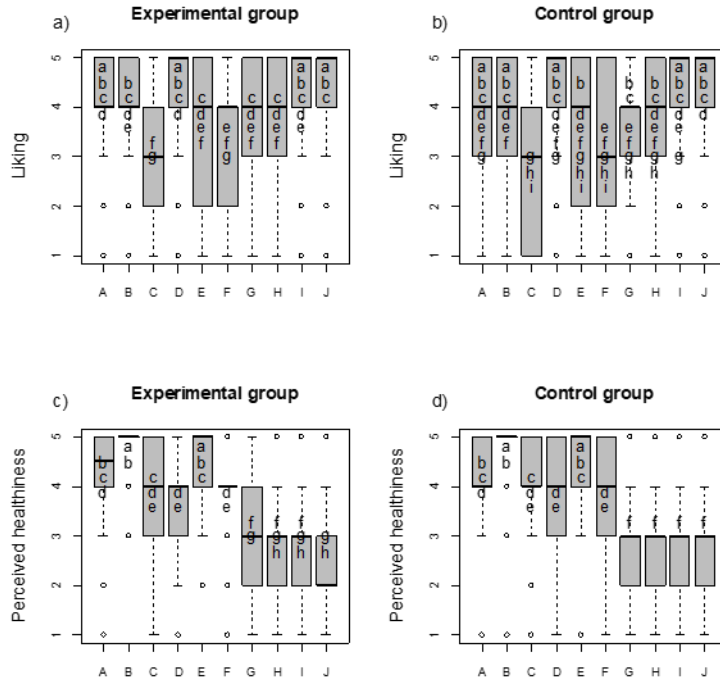 a) Experimental group
Liking
5
4
3
2
1
a b c d
b c d e
f g
a b c d
c d e f
e f g
c d e f
c d e f
a b c d e
a b c
A B C D E F G H I J
b) Control group
Liking
5
4
3
2
1
a b c d e f g
a b c d e f
g h i
a b c d e f g
b d e f g h i
e f g h i
b c e f g h
b c d e f g h
a b c d e g
a b c d
A B C D E F G H I J
c) Experimental group
Perceived healthiness
5
4
3
2
1
b c d
a b
c d e
d e
a b c
d e
f g
f g h
f g h
g h
A B C D E F G H I J
d) Control group
Perceived healthiness
5
4
3
2
1
b c d
a b
c d e
d e
a b c
d e
f
f
f
f
A B C D E F G H I J